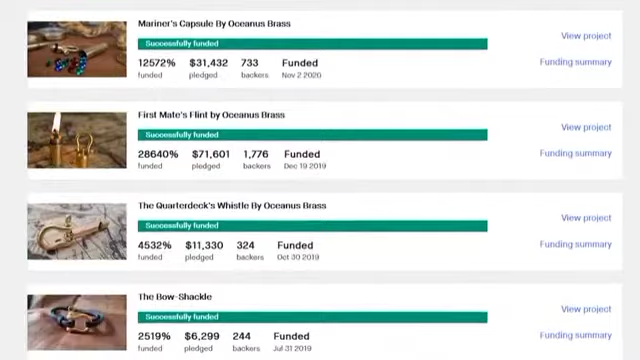 Mariner's Capsule By Oceanus Brass
Successfully funded
View project
12572% $31,432 733 Funded
funded pledged backers Nov 2 2020
Funding summary
First Mate's Flint by Oceanus Brass
Successfully funded
View project
28640% $71,601 1,776 Funded
funded pledged backers Dec 19 2019
Funding summary
The Quarterdeck's Whistle By Oceanus Brass
Successfully funded
View project
4532% $11,330 324 Funded
funded pledged backers Oct 30 2019
Funding summary
The Bow-Shackle
Successfully funded
View project
2519% $6,299 244 Funded
funded pledged backers Jul 31 2019
Funding summary